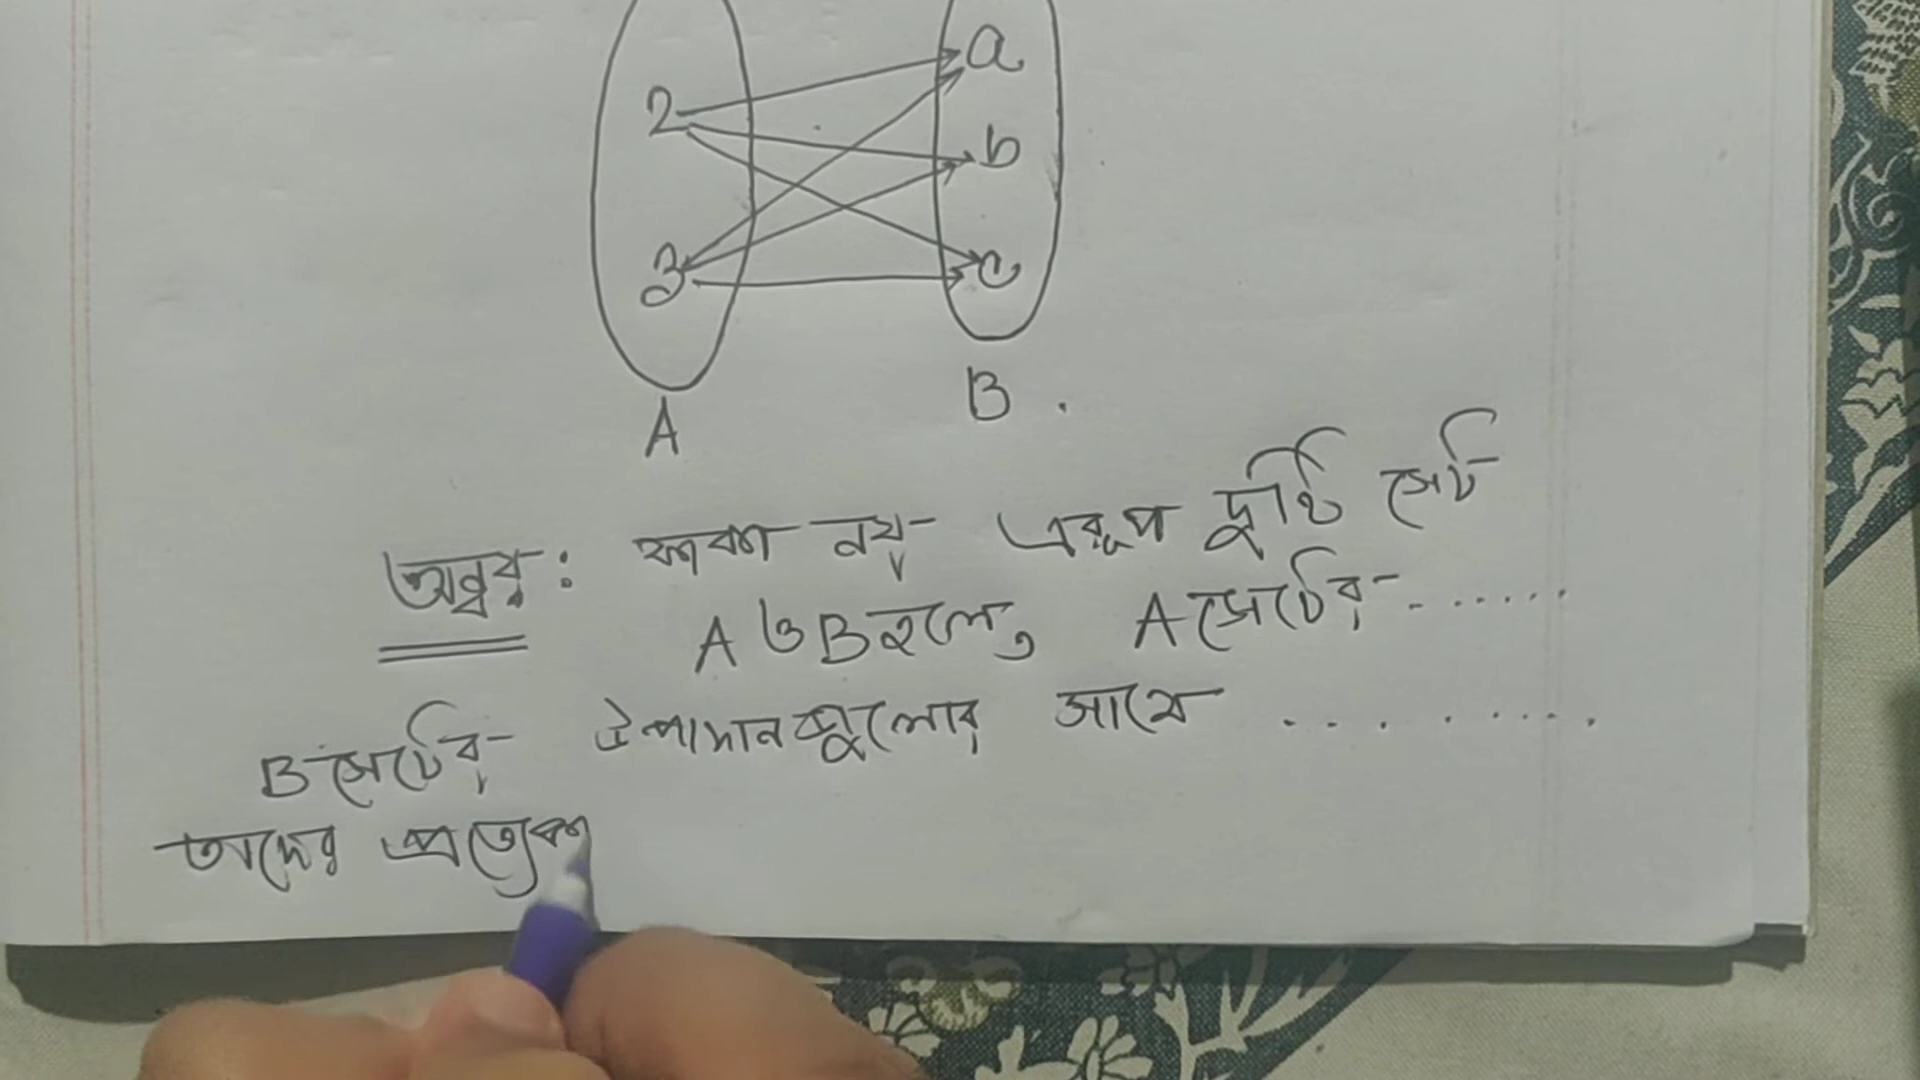 a
2
b
3
c
B .
A
অন্বয় : ফাকা নয় এরূপ দুটি সেট
A ও B হলে, A সেটের .......
B সেটের উপাদানগুলোর সাথে ........
তাদের প্রত্যেকা